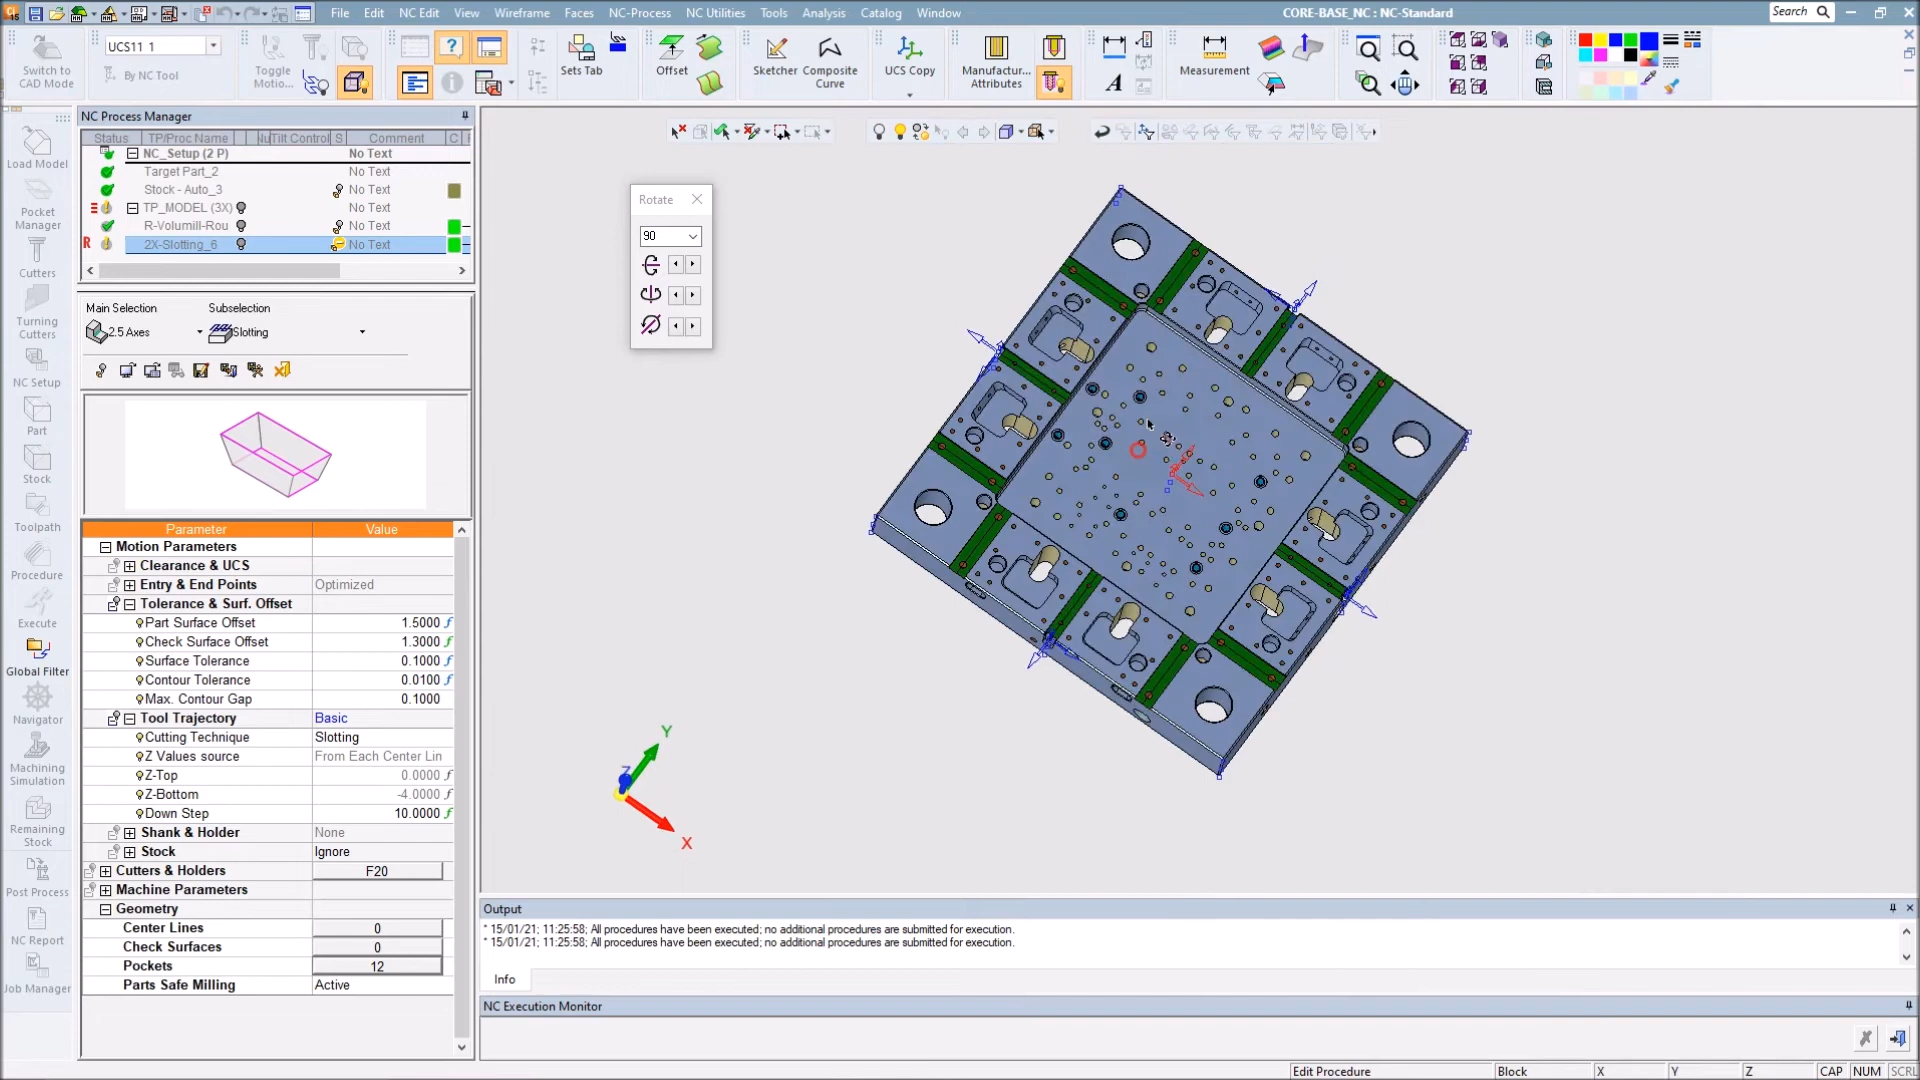 File Edit NC Edit View Wireframe Faces NC-Process NC Utilities Tools Analysis Catalog Window
CORE-BASE_NC : NC-Standard
Search
Switch to
CAD Mode
UCS11 1
By NC Tool
Toggle
Motion...
Sets Tab
Offset
Sketcher
Composite
Curve
UCS Copy
Manufactur...
Attributes
A
Measurement
Load Model
Pocket
Manager
Cutters
Turning
Cutters
NC Setup
Part
Stock
Toolpath
Procedure
Execute
Global Filter
Navigator
Machining
Simulation
Remaining
Stock
Post Process
NC Report
Job Manager
NC Process Manager
Status TP/Proc Name Tilt Control S Comment C
NC_Setup (2 P) No Text
Target Part_2 No Text
Stock - Auto_3 No Text
TP_MODEL (3X) No Text
R-Volumill-Rou No Text
R 2X-Slotting_6 No Text
Main Selection Subselection
2.5 Axes Slotting
Parameter Value
Motion Parameters
Clearance & UCS
Entry & End Points Optimized
Tolerance & Surf. Offset
Part Surface Offset 1.5000 f
Check Surface Offset 1.3000 f
Surface Tolerance 0.1000 f
Contour Tolerance 0.0100 f
Max. Contour Gap 0.1000
Tool Trajectory Basic
Cutting Technique Slotting
Z Values source From Each Center Lin
Z-Top 0.0000 f
Z-Bottom -4.0000 f
Down Step 10.0000 f
Shank & Holder None
Stock Ignore
Cutters & Holders F20
Machine Parameters
Geometry
Center Lines 0
Check Surfaces 0
Pockets 12
Parts Safe Milling Active
Rotate
90
Y
Z
X
Output
* 15/01/21; 11:25:58; All procedures have been executed; no additional procedures are submitted for execution.
* 15/01/21; 11:25:58; All procedures have been executed; no additional procedures are submitted for execution.
Info
NC Execution Monitor
Edit Procedure Block X Y Z CAP NUM SCRL